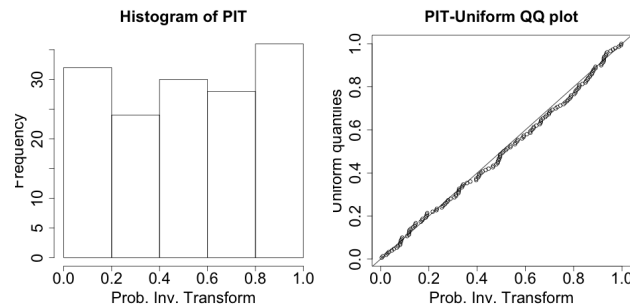 Histogram of PIT
Frequency
0 5 10 20 30
0.0 0.2 0.4 0.6 0.8 1.0
Prob. Inv. Transform
PIT-Uniform QQ plot
Uniform quantiles
0.0 0.2 0.4 0.6 0.8 1.0
0.0 0.2 0.4 0.6 0.8 1.0
Prob. Inv. Transform